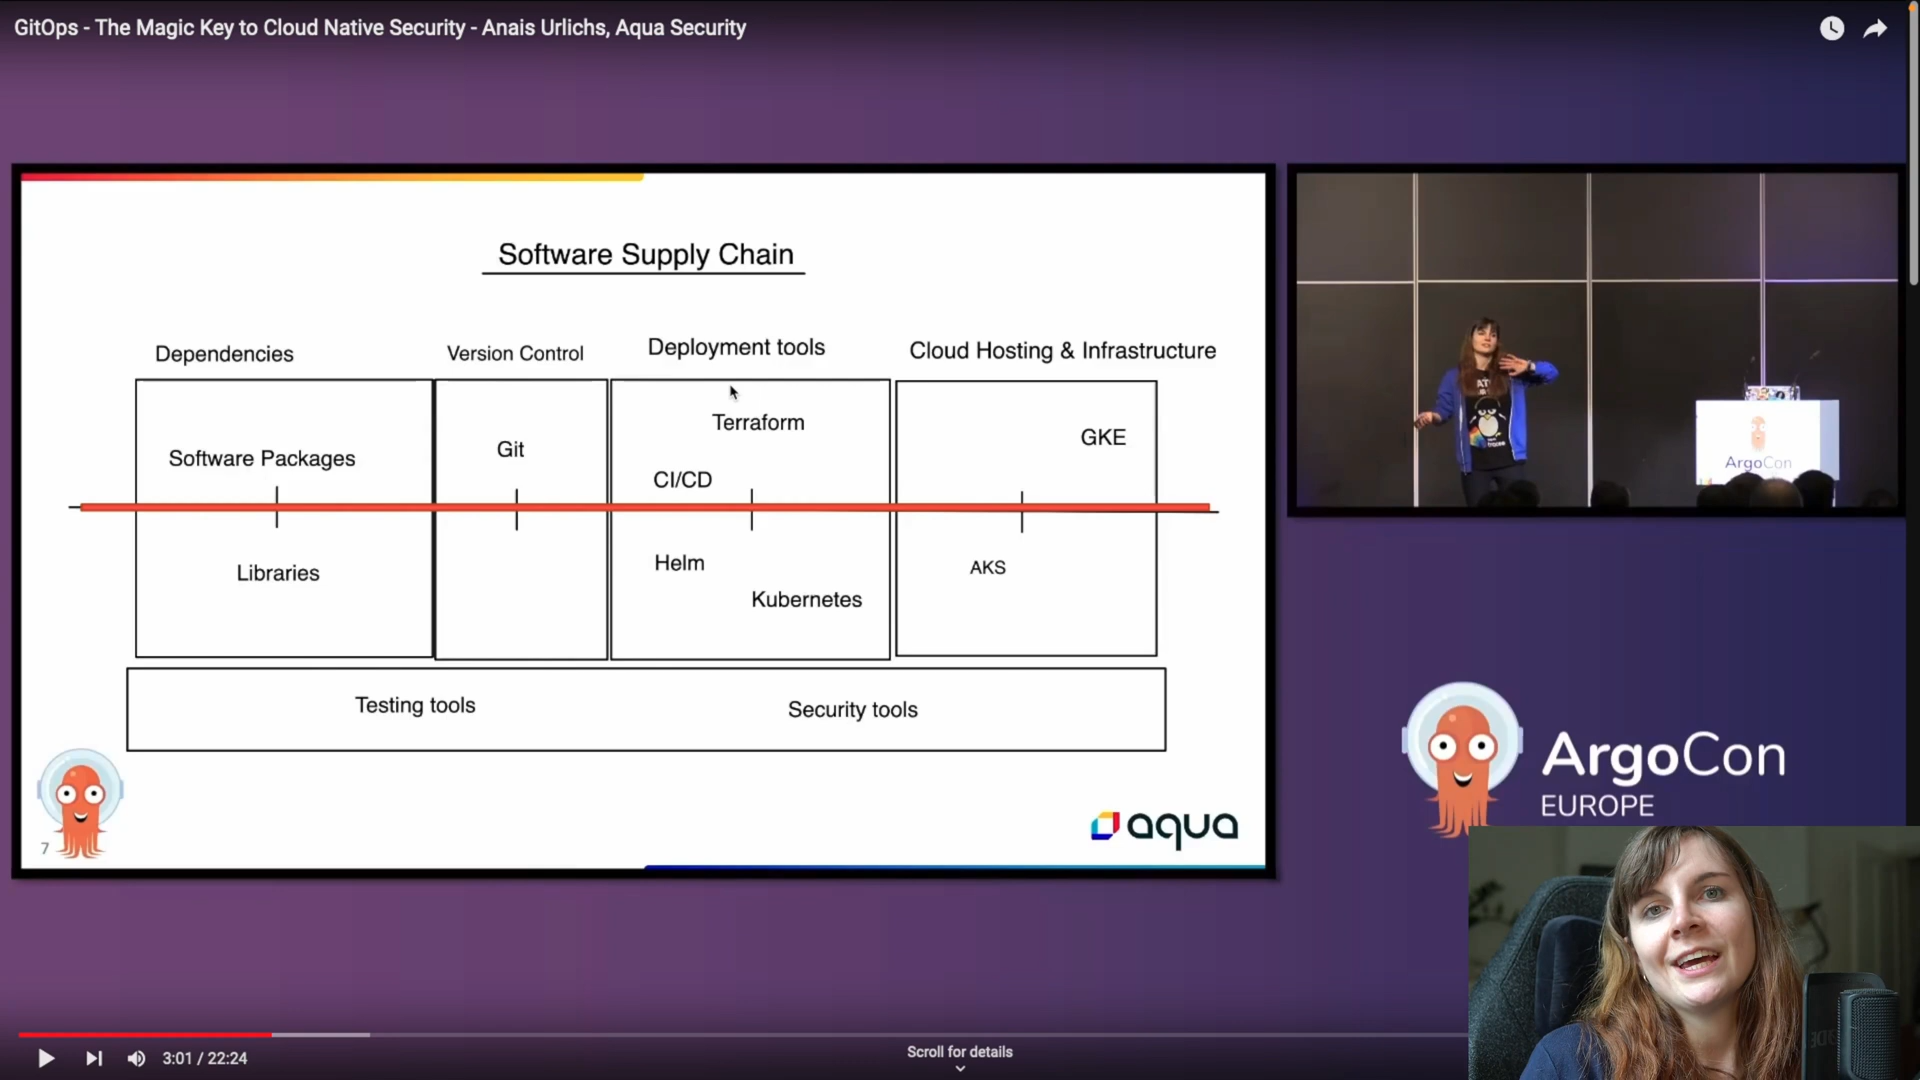 GitOps - The Magic Key to Cloud Native Security - Anais Urlichs, Aqua Security
Software Supply Chain
Dependencies
Version Control
Deployment tools
Cloud Hosting & Infrastructure
Software Packages
Libraries
Git
Terraform
CI/CD
Helm
Kubernetes
GKE
AKS
Testing tools
Security tools
7
aqua
ArgoCon
ArgoCon
EUROPE
3:01 / 22:24
Scroll for details